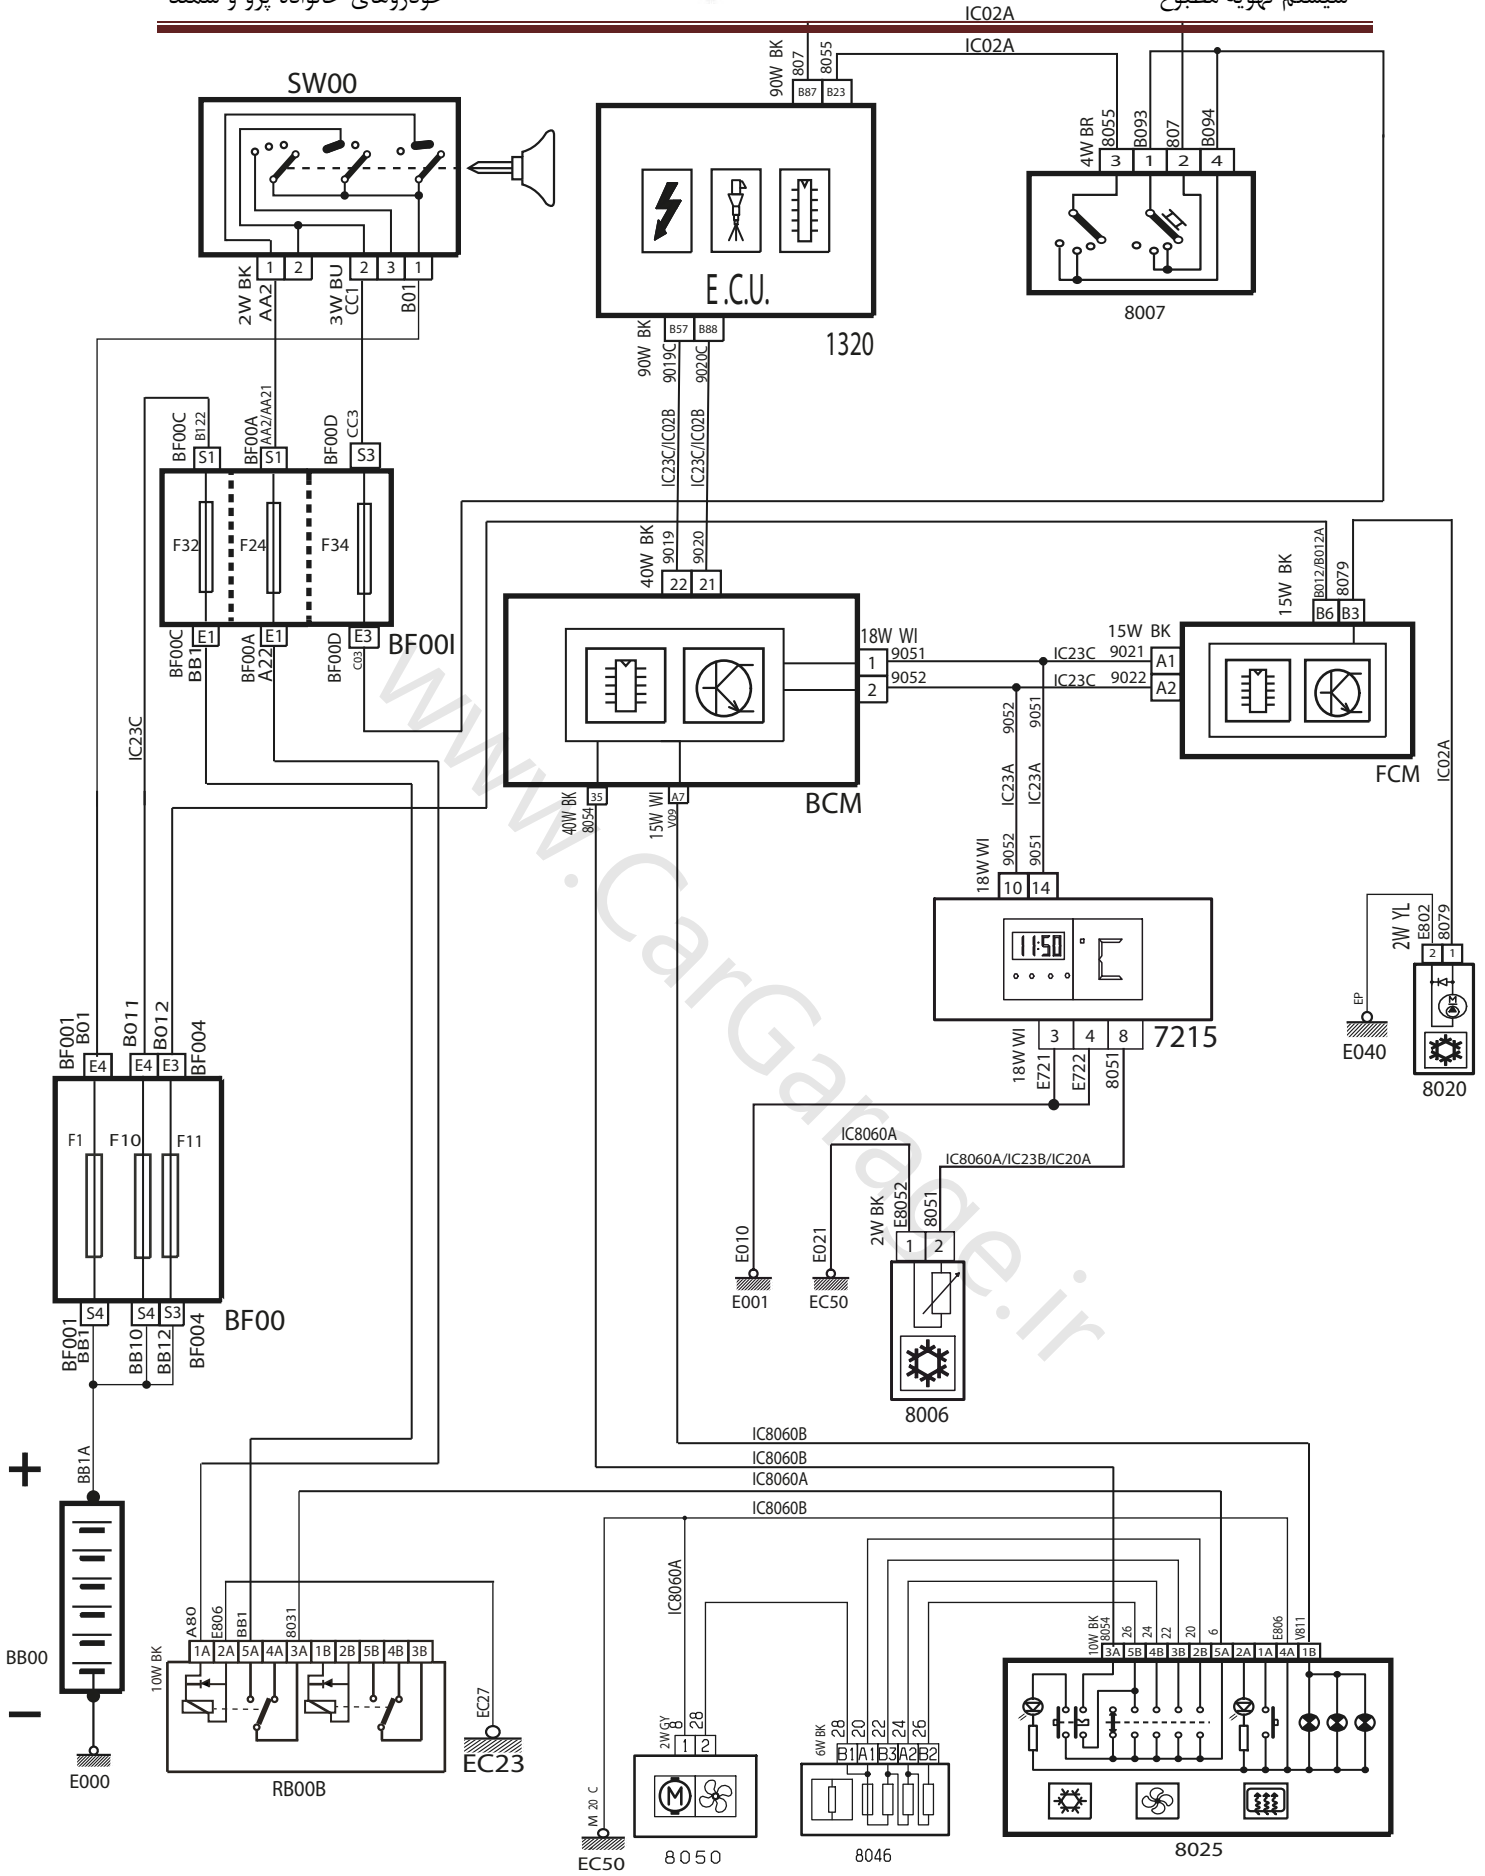 IC02A
IC02A
SW00
90W BK
807
8055
B87
B23
4W BR
8055
B093
807
B094
3
1
2
4
E.C.U.
1320
8007
1
2
2
3
1
2W BK
AA2
3W BU
CC1
B01
90W BK
B57
B88
9019C
9020C
IC23C/IC02B
IC23C/IC02B
BF00C
B122
BF00A
AA2/AA21
BF00D
CC3
S1
S1
S3
F32
F24
F34
E1
E1
E3
BF00I
BF00C
BB1
BF00A
A22
BF00D
C03
40W BK
9019
9020
22
21
18W WI
9051
1
9052
2
BCM
IC23C
9021
IC23C
9022
15W BK
A1
A2
15W BK
B012/B012A
8079
B6
B3
FCM
IC02A
IC23C
40W BK
8054
35
15W WI
V09
A7
9052
9051
IC23A
IC23A
9052
9051
18W WI
10
14
11:50
7215
18W WI
3
4
8
E721
E722
8051
2W YL
E802
8079
2
1
EP
E040
8020
BF001
B01
B011
B012
BF004
E4
E4
E3
F1
F10
F11
S4
S4
S3
BF00
BF001
BB1
BB10
BB12
BF004
IC8060A
IC8060A/IC23B/IC20A
E010
E021
2W BK
E8052
8051
1
2
E001
EC50
8006
www.CarGarage.ir
BB1A
+
BB00
−
E000
IC8060B
IC8060B
IC8060A
IC8060B
IC8060A
10W BK
A80
E806
BB1
8031
1A
2A
5A
4A
3A
1B
2B
5B
4B
3B
RB00B
EC27
EC23
M 20 C
EC50
2W GY
8
28
1
2
M
8050
6W BK
28
20
22
24
26
B1
A1
B3
A2
B2
8046
10W BK
8054
26
24
22
20
6
E806
V811
3A
5B
4B
3B
2B
5A
2A
1A
4A
1B
8025